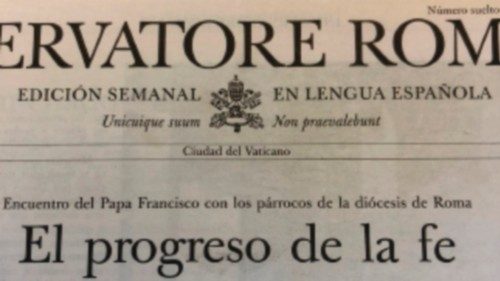 Número suelto
ERVATORE ROM
EDICIÓN SEMANAL EN LENGUA ESPAÑOLA
Unicuique suum Non praevalebunt
Ciudad del Vaticano
Encuentro del Papa Francisco con los párrocos de la diócesis de Roma
El progreso de la fe